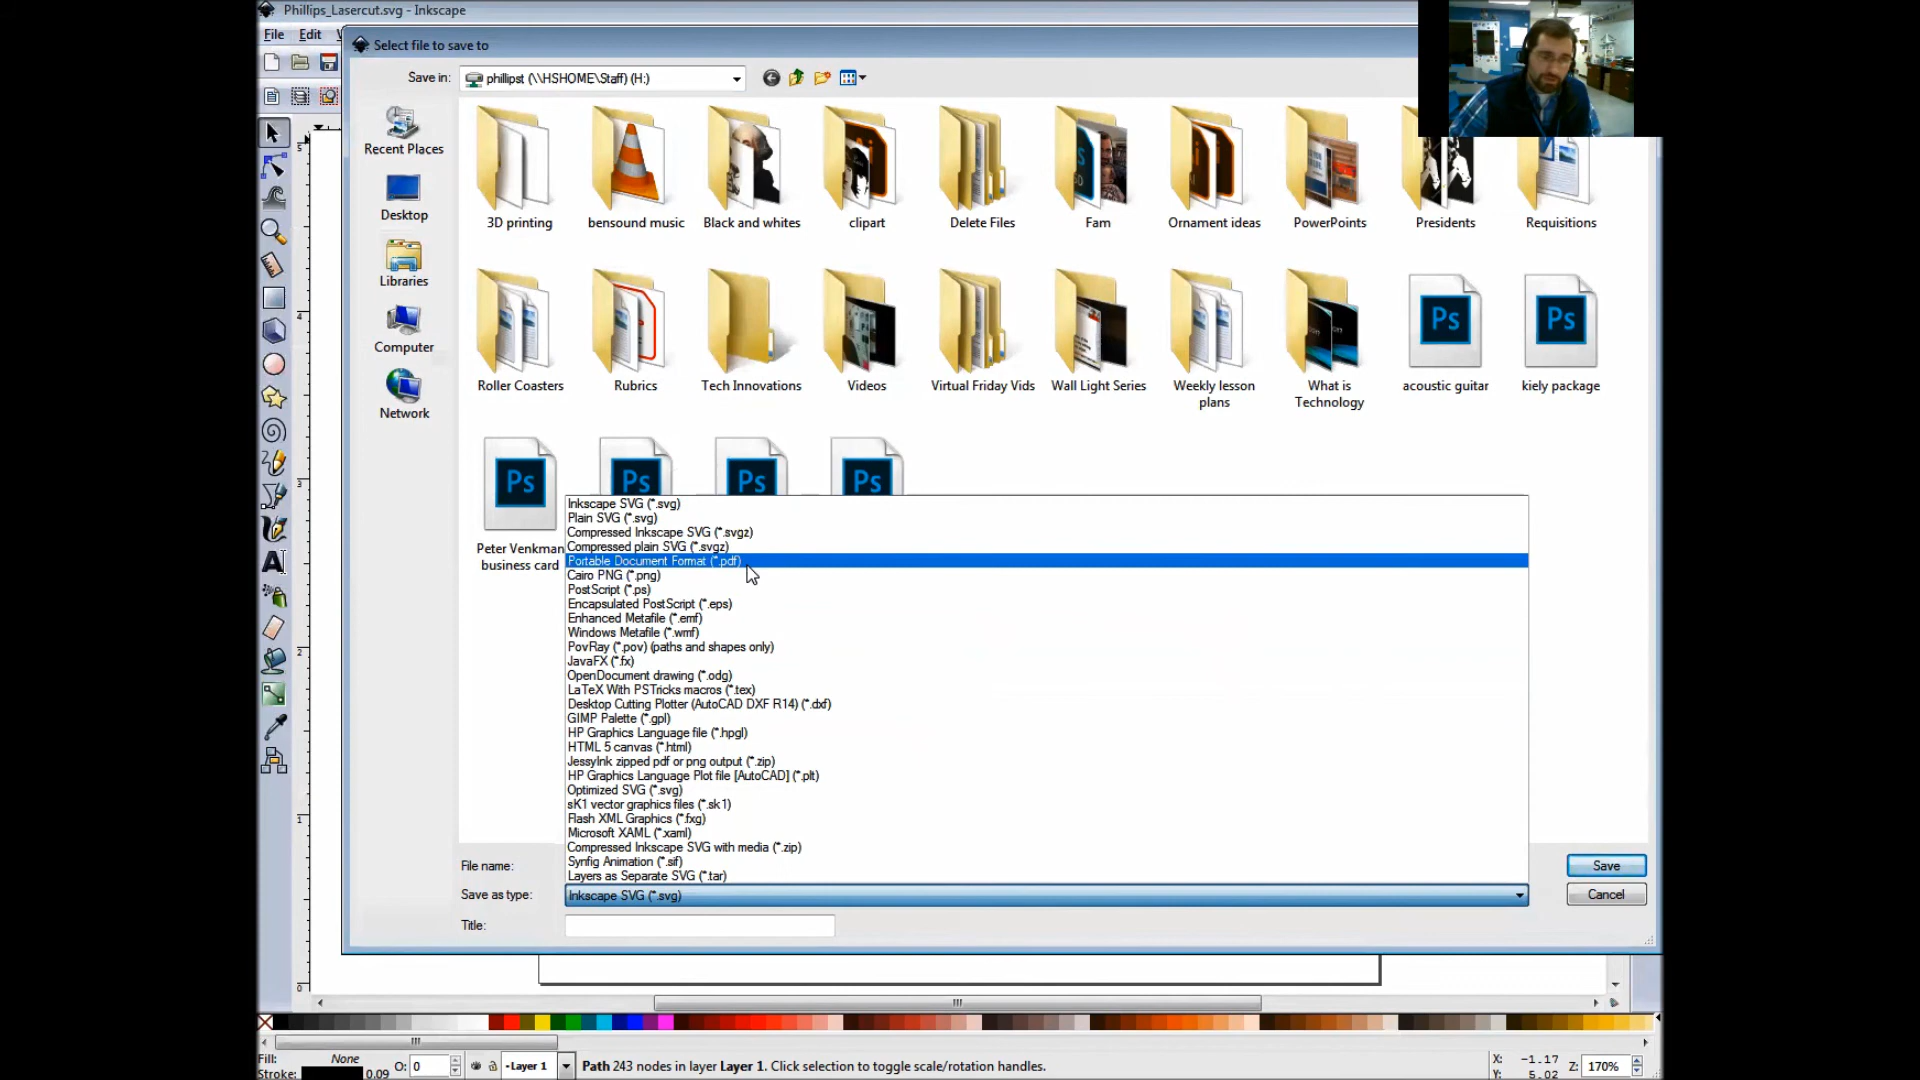 Phillips_Lasercut.svg - Inkscape
File Edit
Select file to save to
Save in: phillipst (\\HSHOME\Staff) (H:)
Recent Places
Desktop
Libraries
Computer
Network
3D printing
bensound music
Black and whites
clipart
Delete Files
Fam
Ornament ideas
PowerPoints
Presidents
Requisitions
Roller Coasters
Rubrics
Tech Innovations
Videos
Virtual Friday Vids
Wall Light Series
Weekly lesson
plans
What is
Technology
Ps
acoustic guitar
Ps
kiely package
Ps
Ps
Ps
Ps
Peter Venkman
business card
Inkscape SVG (*.svg)
Plain SVG (*.svg)
Compressed Inkscape SVG (*.svgz)
Compressed plain SVG (*.svgz)
Portable Document Format (*.pdf)
Cairo PNG (*.png)
PostScript (*.ps)
Encapsulated PostScript (*.eps)
Enhanced Metafile (*.emf)
Windows Metafile (*.wmf)
PovRay (*.pov) (paths and shapes only)
JavaFX (*.fx)
OpenDocument drawing (*.odg)
LaTeX With PSTricks macros (*.tex)
Desktop Cutting Plotter (AutoCAD DXF R14) (*.dxf)
GIMP Palette (*.gpl)
HP Graphics Language file (*.hpgl)
HTML 5 canvas (*.html)
JessyInk zipped pdf or png output (*.zip)
HP Graphics Language Plot file [AutoCAD] (*.plt)
Optimized SVG (*.svg)
sK1 vector graphics files (*.sk1)
Flash XML Graphics (*.fxg)
Microsoft XAML (*.xaml)
Compressed Inkscape SVG with media (*.zip)
Synfig Animation (*.sif)
Layers as Separate SVG (*.tar)
File name:
Save
Save as type: Inkscape SVG (*.svg)
Cancel
Title:
Fill: None
Stroke: 0.09
O: 0
Layer 1
Path 243 nodes in layer Layer 1. Click selection to toggle scale/rotation handles.
X: -1.17
Y: 5.02
Z: 170%